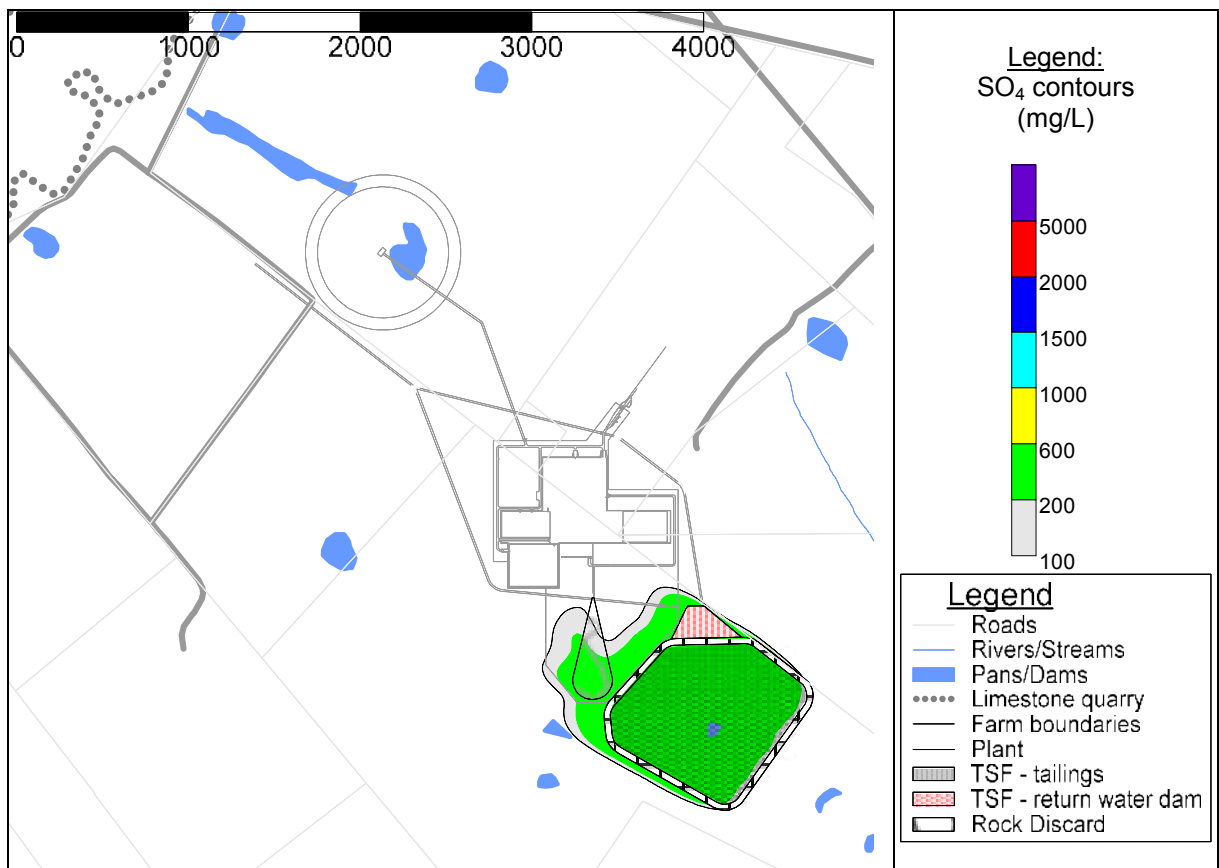 0 1000 2000 3000 4000
Legend:
SO₄ contours
(mg/L)
5000
2000
1500
1000
600
200
100
Legend
Roads
Rivers/Streams
Pans/Dams
Limestone quarry
Farm boundaries
Plant
TSF - tailings
TSF - return water dam
Rock Discard